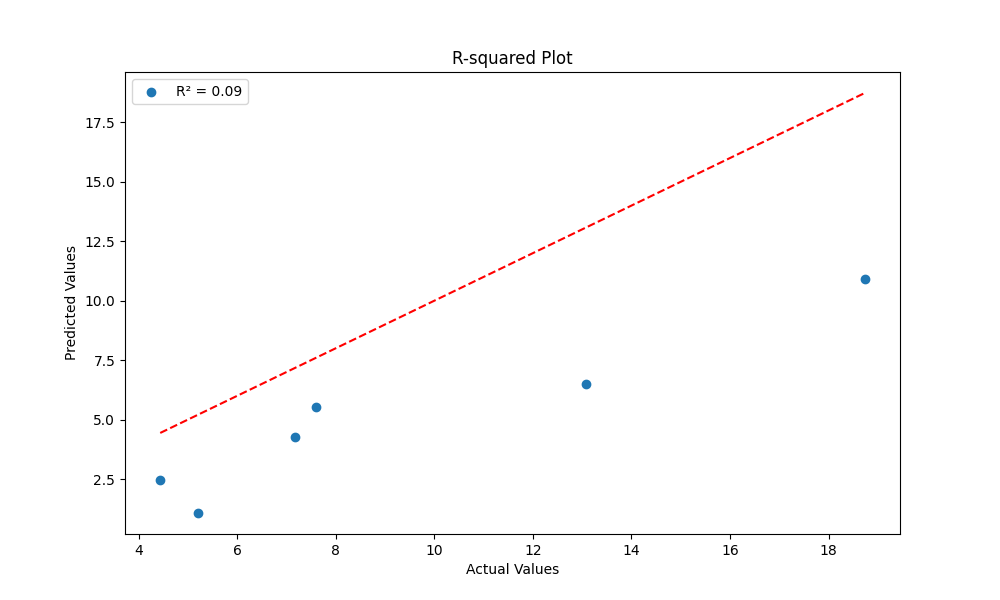 R-squared Plot
R² = 0.09
17.5
15.0
12.5
10.0
7.5
5.0
2.5
Predicted Values
4 6 8 10 12 14 16 18
Actual Values